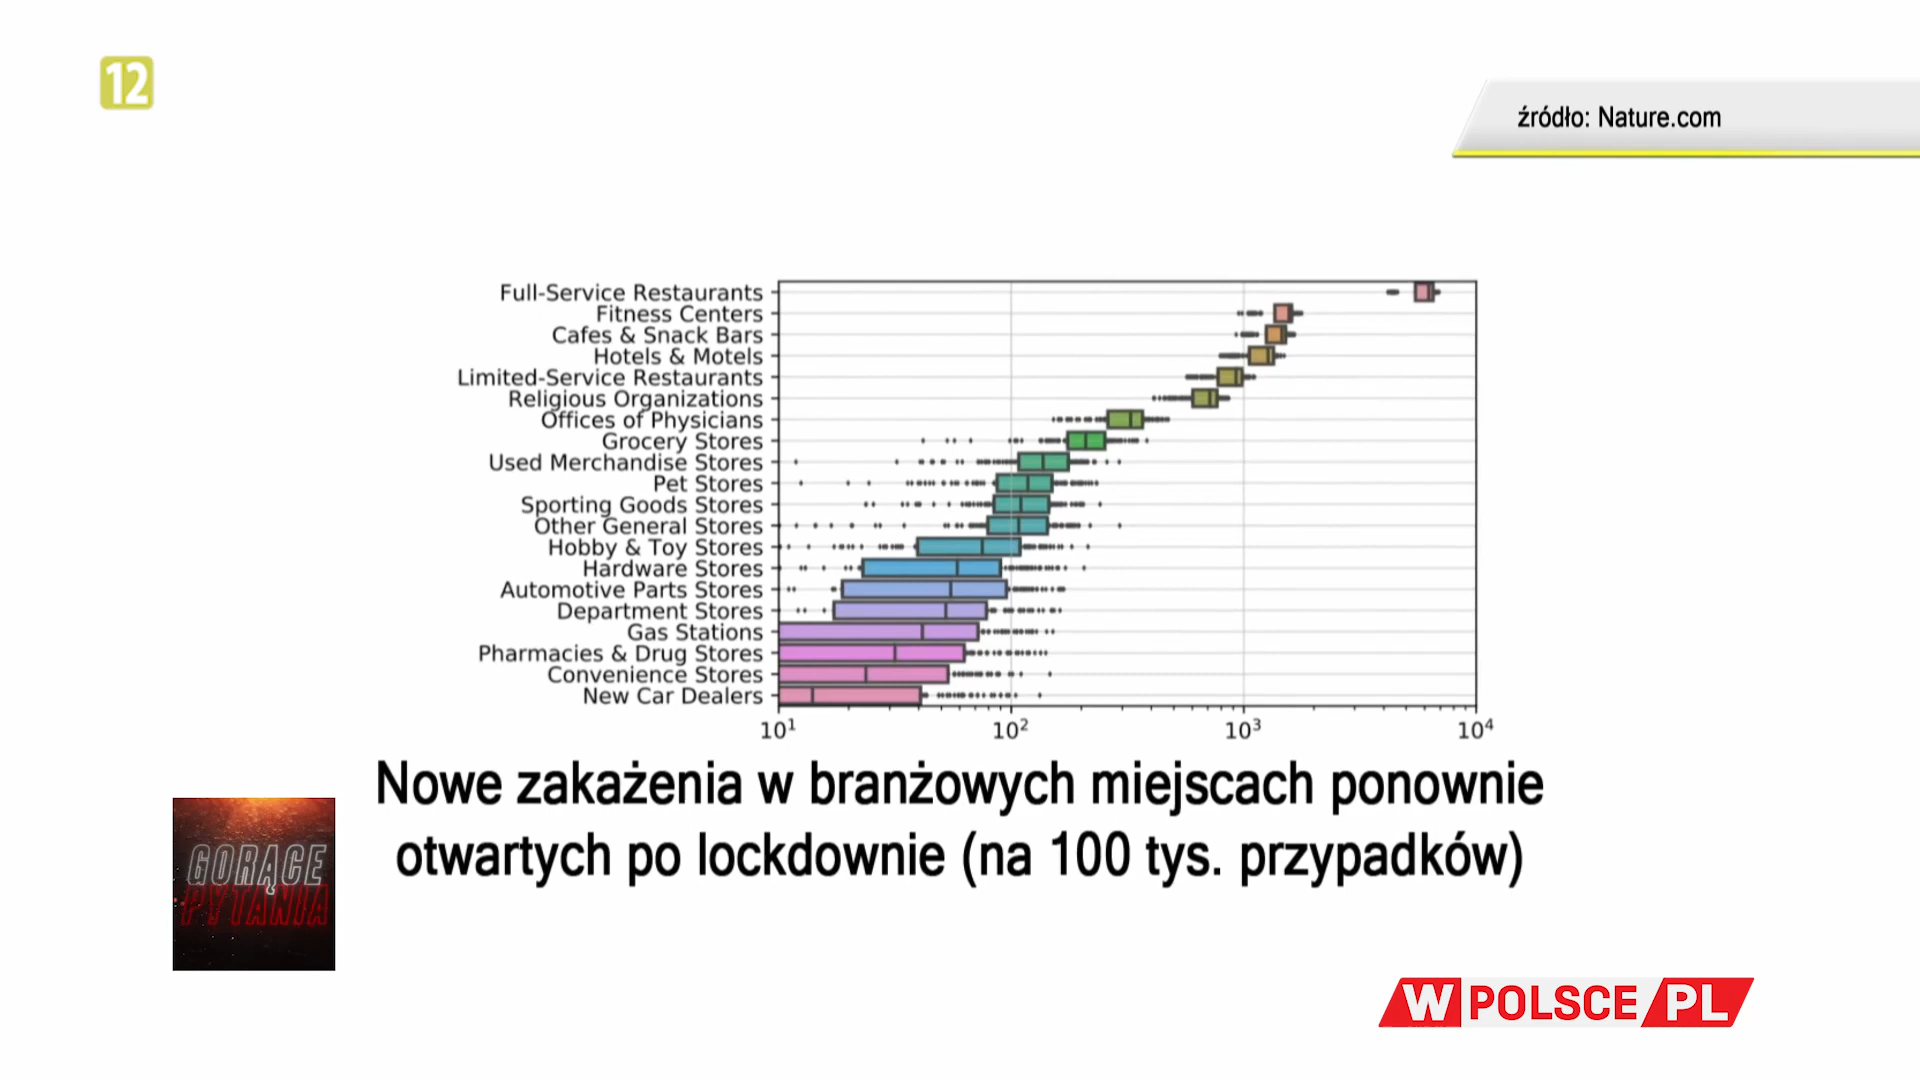 12
źródło: Nature.com
Full-Service Restaurants
Fitness Centers
Cafes & Snack Bars
Hotels & Motels
Limited-Service Restaurants
Religious Organizations
Offices of Physicians
Grocery Stores
Used Merchandise Stores
Pet Stores
Sporting Goods Stores
Other General Stores
Hobby & Toy Stores
Hardware Stores
Automotive Parts Stores
Department Stores
Gas Stations
Pharmacies & Drug Stores
Convenience Stores
New Car Dealers
10¹ 10² 10³ 10⁴
Nowe zakażenia w branżowych miejscach ponownie
otwartych po lockdownie (na 100 tys. przypadków)
GORĄCE
PYTANIA
W POLSCE PL